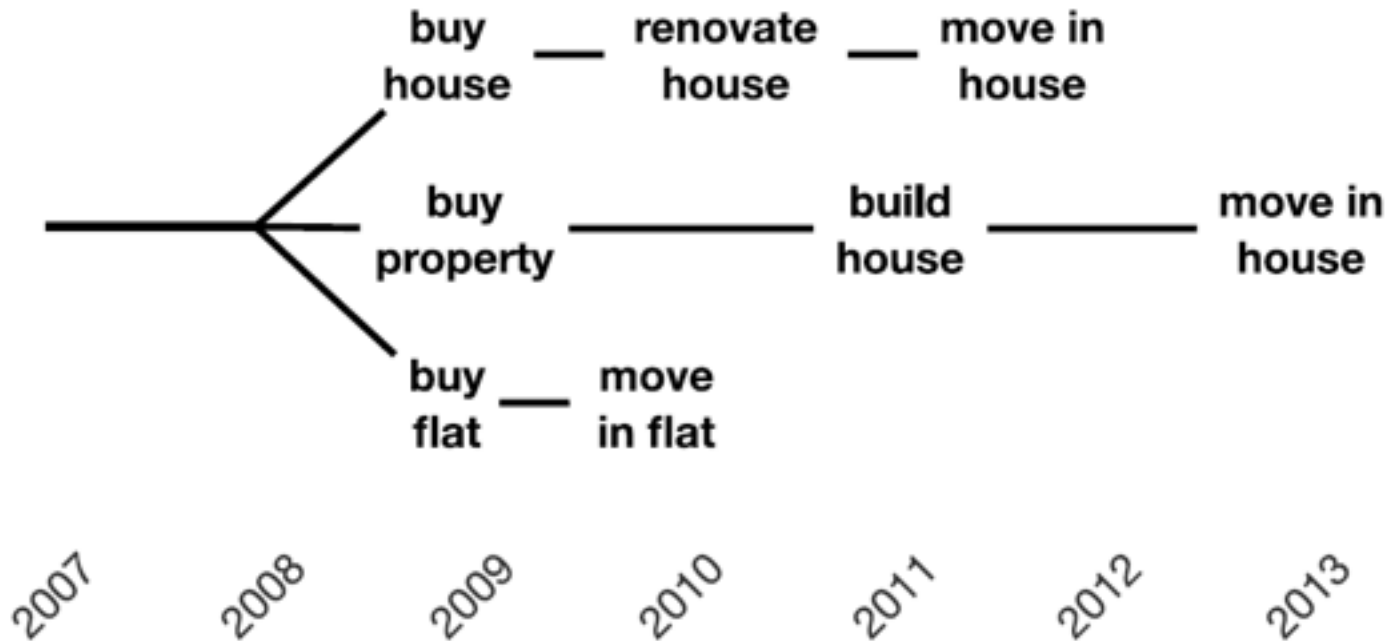 buy
house
renovate
house
move in
house
buy
property
build
house
move in
house
buy
flat
move
in flat
2007
2008
2009
2010
2011
2012
2013